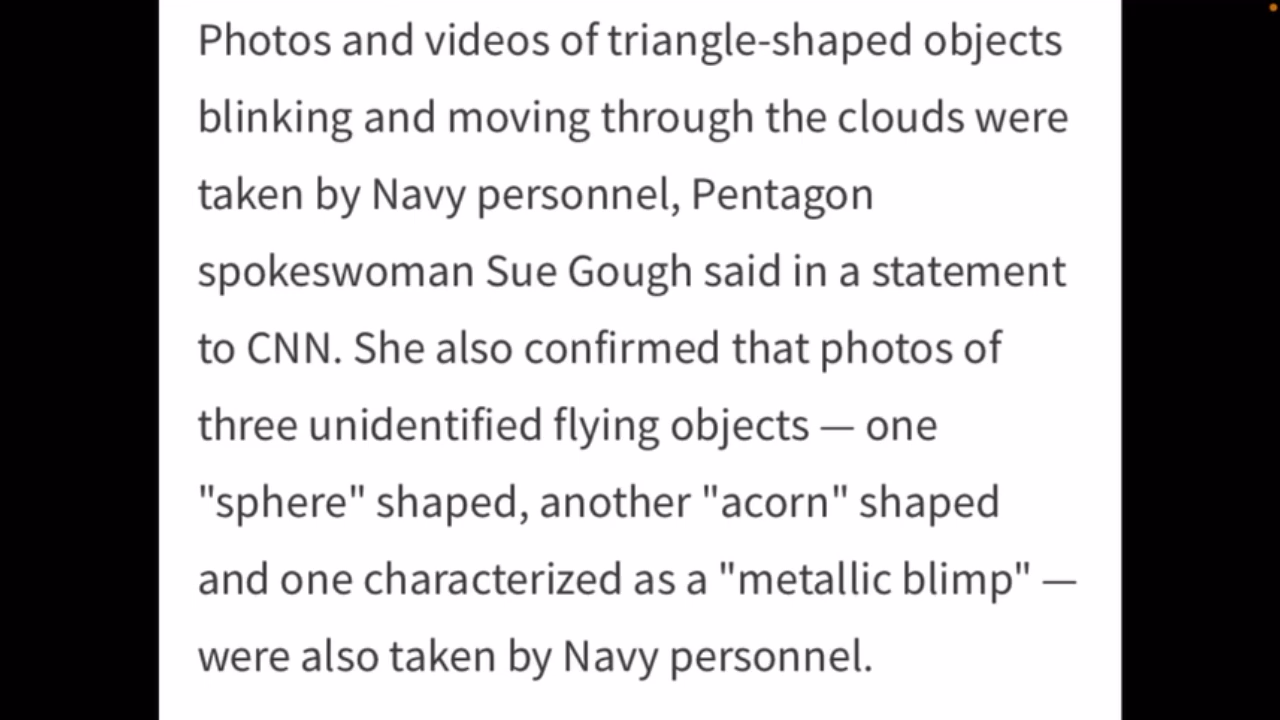 Photos and videos of triangle-shaped objects
blinking and moving through the clouds were
taken by Navy personnel, Pentagon
spokeswoman Sue Gough said in a statement
to CNN. She also confirmed that photos of
three unidentified flying objects — one
"sphere" shaped, another "acorn" shaped
and one characterized as a "metallic blimp" —
were also taken by Navy personnel.